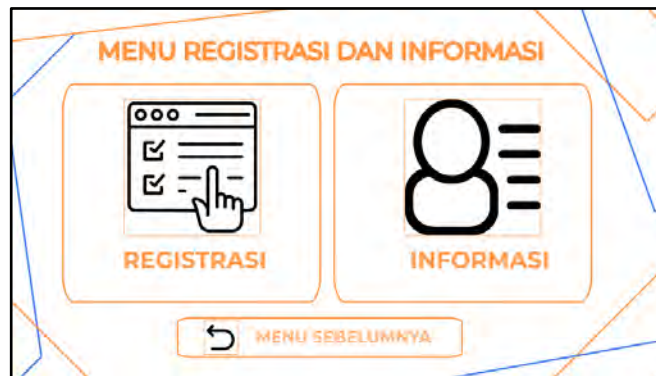 MENU REGISTRASI DAN INFORMASI
REGISTRASI
INFORMASI
MENU SEBELUMNYA